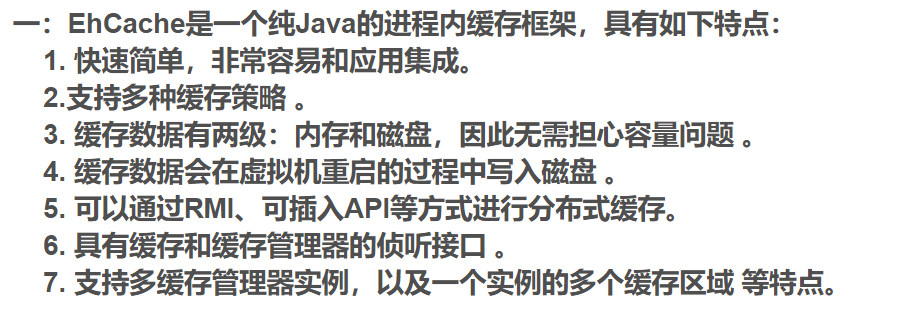 一：EhCache是一个纯Java的进程内缓存框架，具有如下特点：
1. 快速简单，非常容易和应用集成。
2.支持多种缓存策略 。
3. 缓存数据有两级：内存和磁盘，因此无需担心容量问题 。
4. 缓存数据会在虚拟机重启的过程中写入磁盘 。
5. 可以通过RMI、可插入API等方式进行分布式缓存。
6. 具有缓存和缓存管理器的侦听接口 。
7. 支持多缓存管理器实例，以及一个实例的多个缓存区域 等特点。